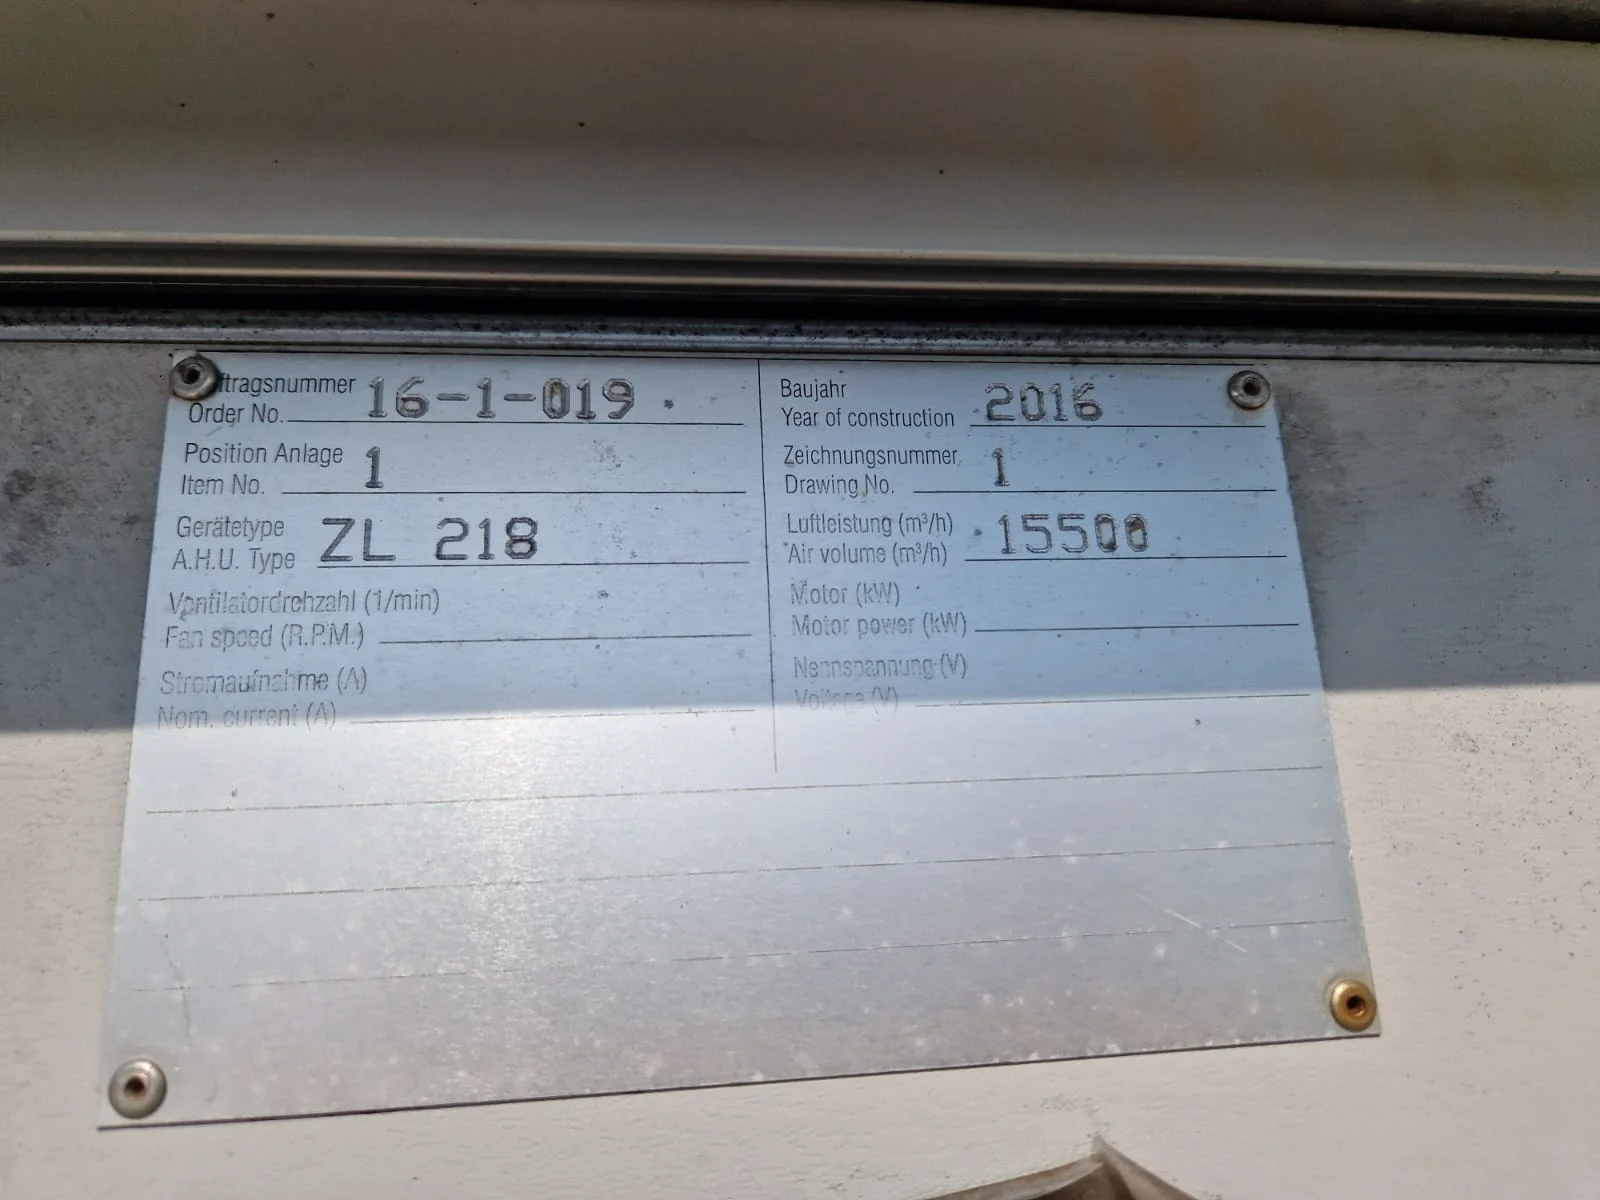 ftragsnummer 16-1-019
Order No.
Position Anlage 1
Item No.
Gerätetype ZL 218
A.H.U. Type
Ventilatordrehzahl (1/min)
Fan speed (R.P.M.)
Stromaufnahme (A)
Nom. current (A)
Baujahr 2016
Year of construction
Zeichnungsnummer 1
Drawing No.
Luftleistung (m³/h) 15500
Air volume (m³/h)
Motor (kW)
Motor power (kW)
Nennspannung (V)
Voltage (V)